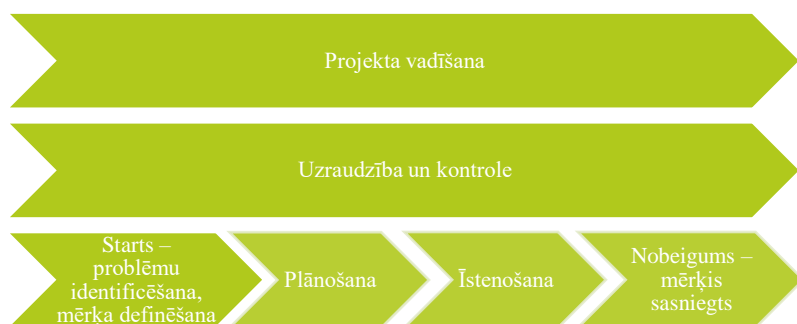 Projekta vadīšana
Uzraudzība un kontrole
Starts –
problēmu
identificēšana,
mērķa definēšana
Plānošana
Īstenošana
Nobeigums –
mērķis
sasniegts